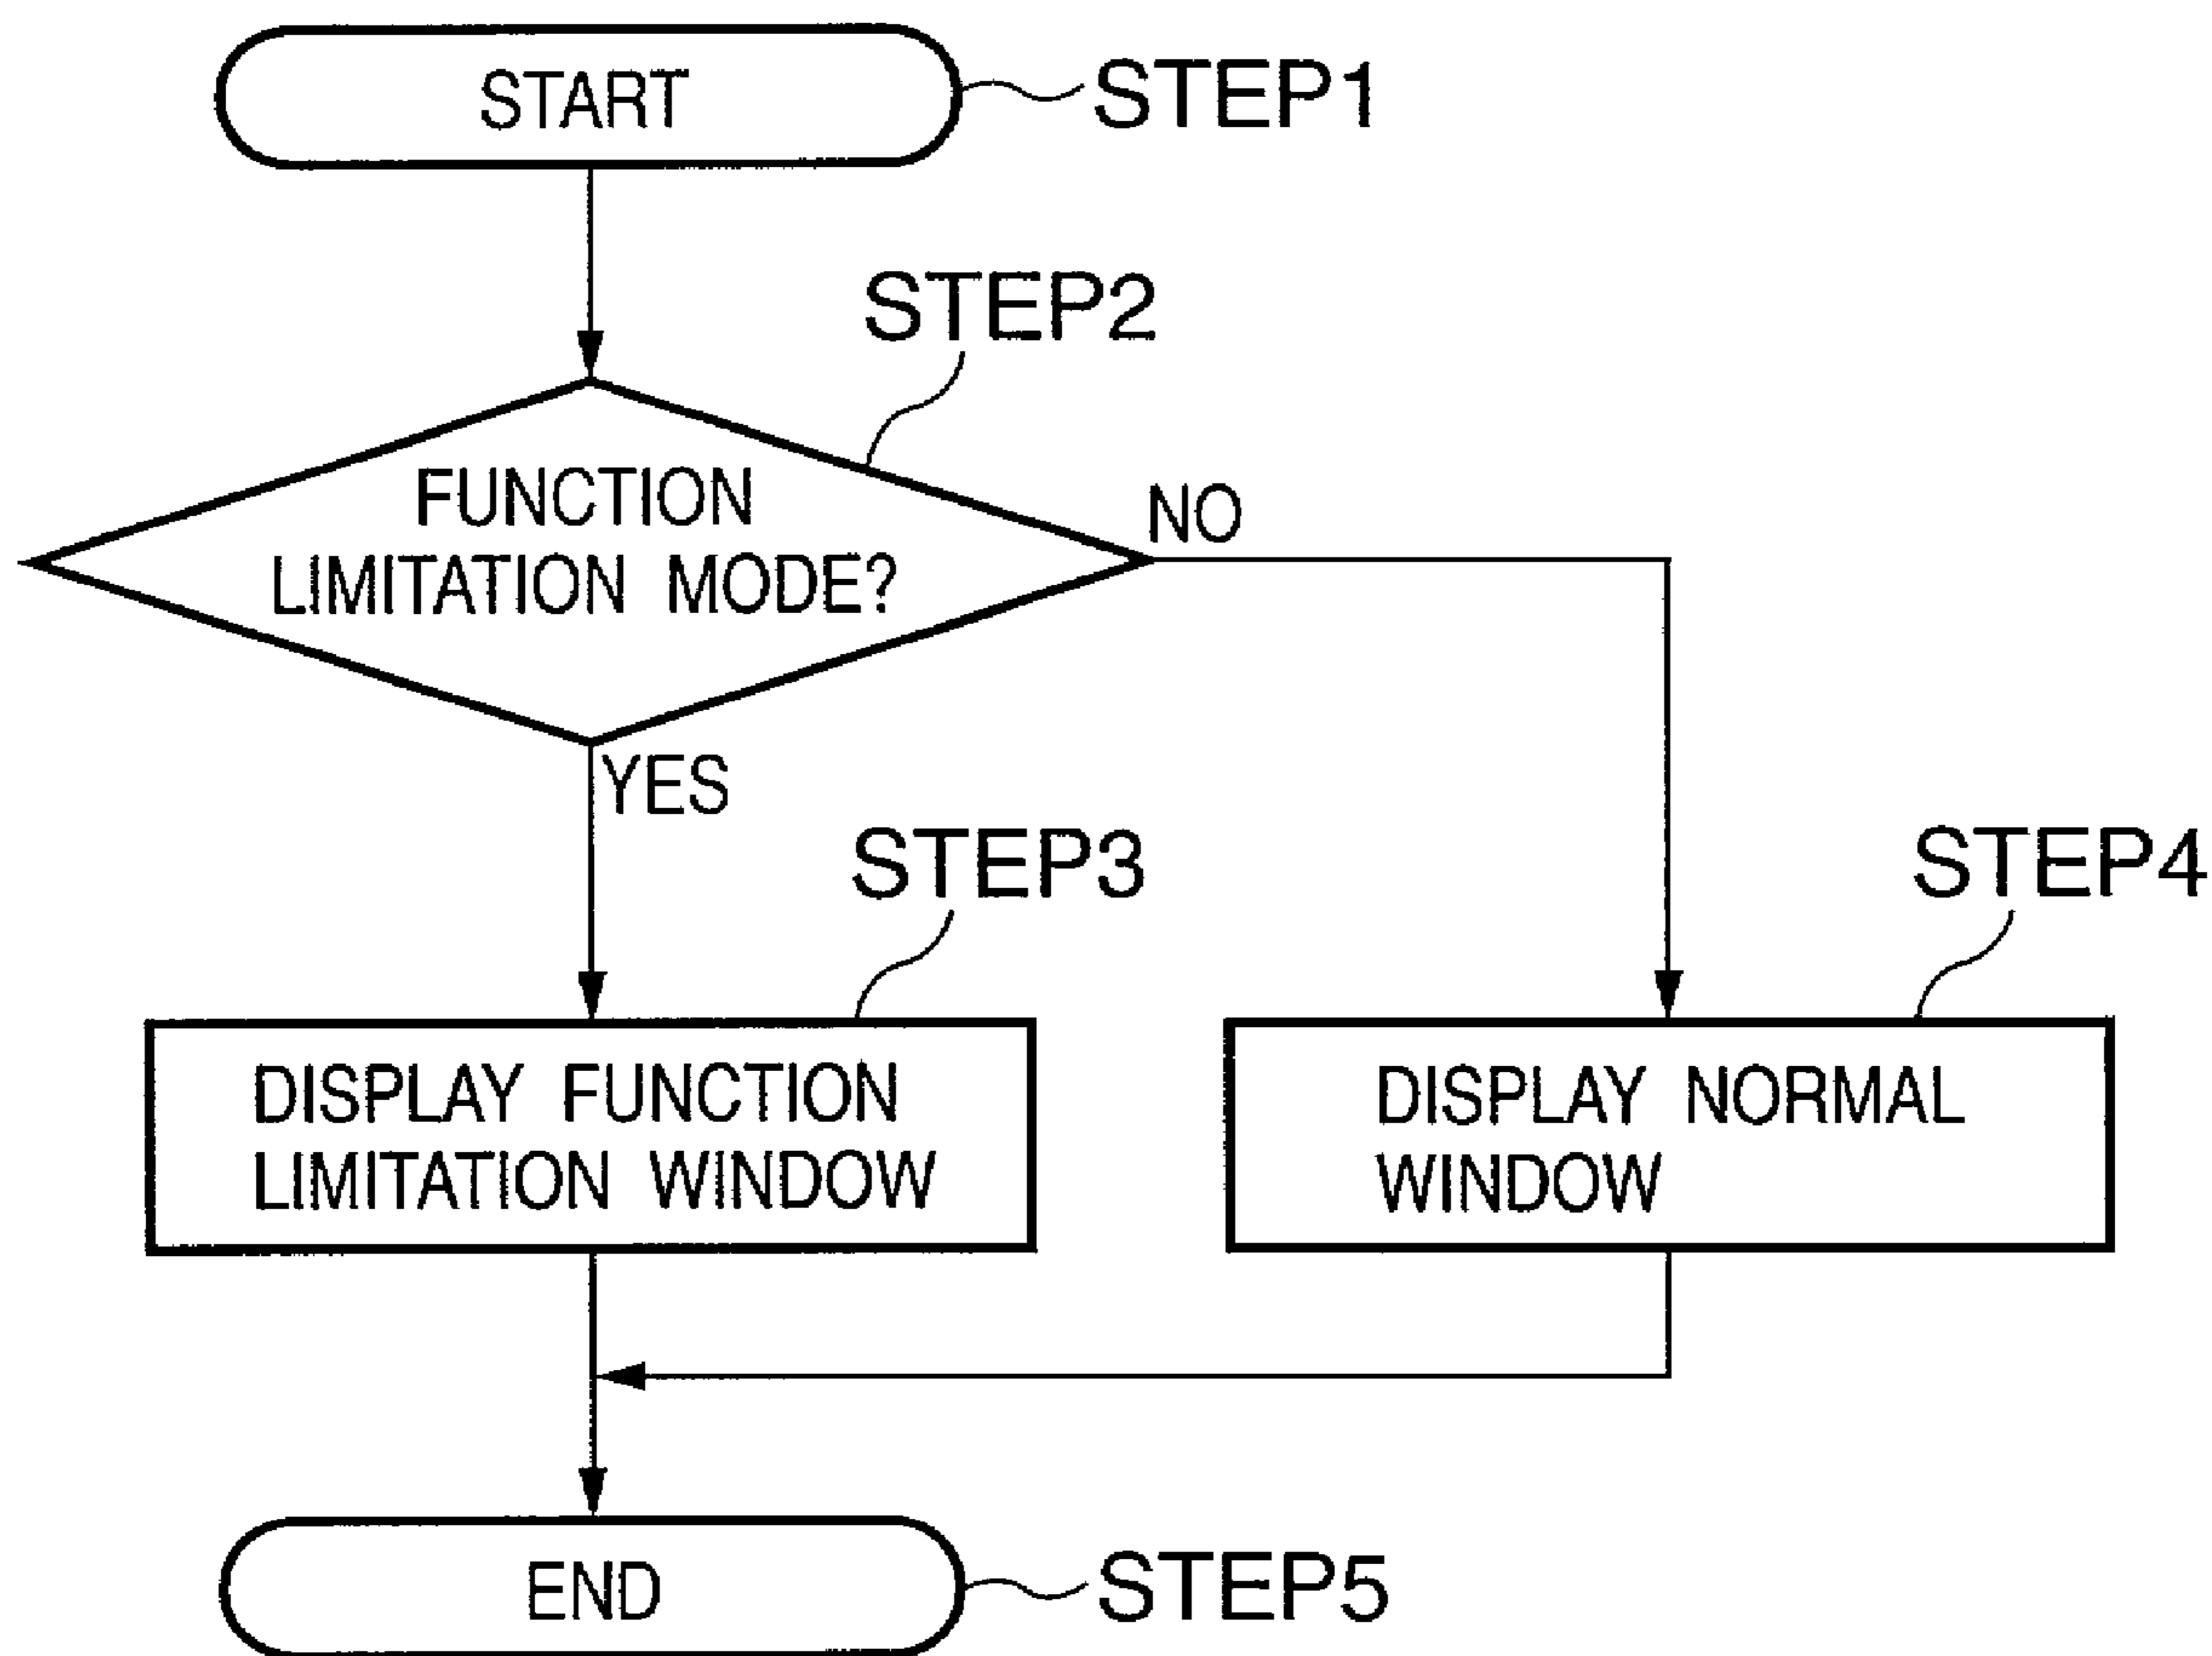 START
STEP1
STEP2
FUNCTION
LIMITATION MODE?
NO
YES
STEP3
STEP4
DISPLAY FUNCTION
LIMITATION WINDOW
DISPLAY NORMAL
WINDOW
END
STEP5